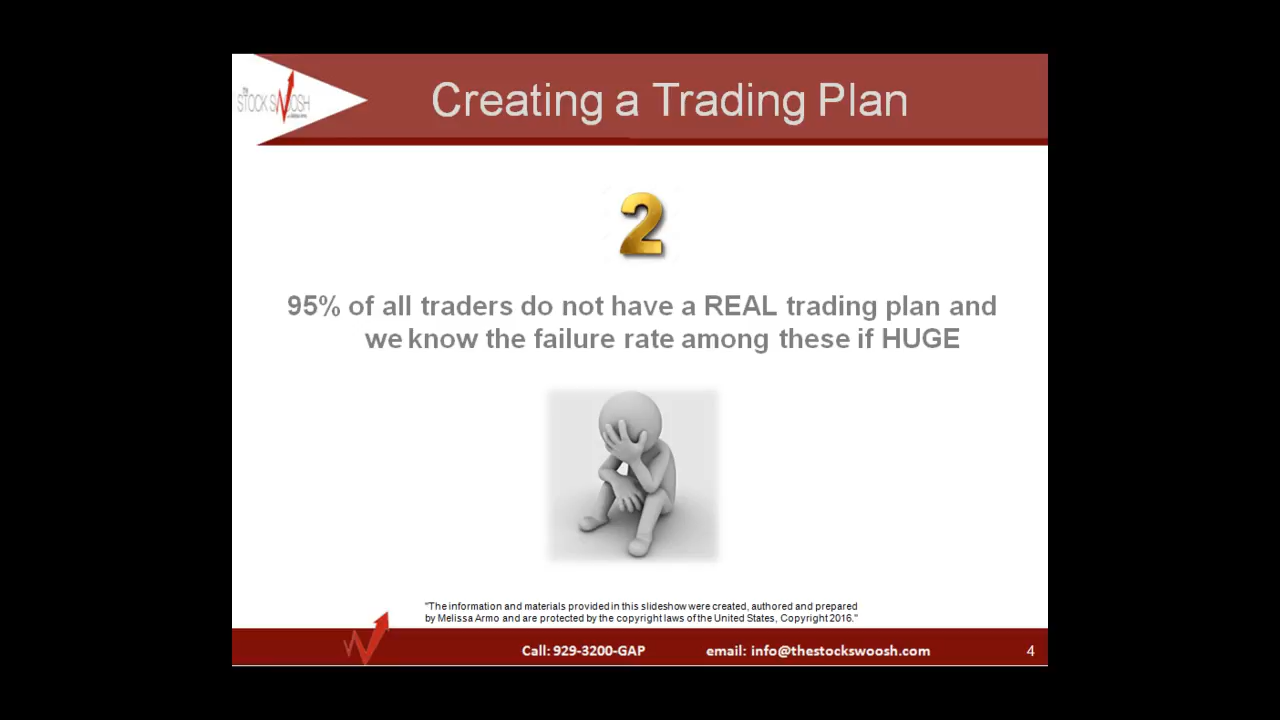 the
STOCK SWOOSH
Creating a Trading Plan
2
95% of all traders do not have a REAL trading plan and
we know the failure rate among these if HUGE
"The information and materials provided in this slideshow were created, authored and prepared
by Melissa Armo and are protected by the copyright laws of the United States, Copyright 2016."
Call: 929-3200-GAP email: info@thestockswoosh.com 4